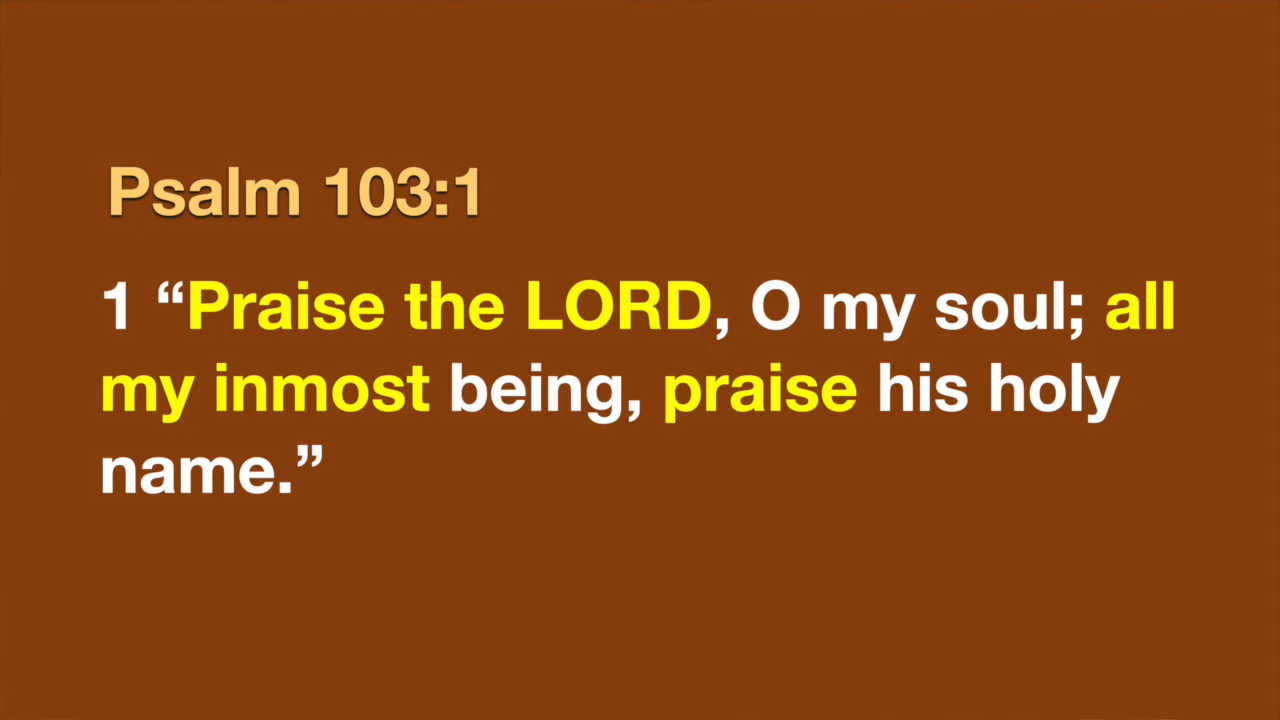 Psalm 103:1
1 “Praise the LORD, O my soul; all
my inmost being, praise his holy
name.”